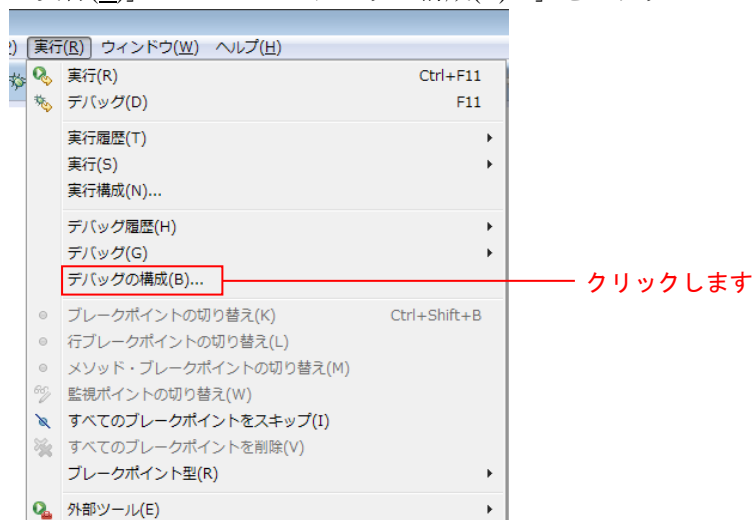 実行(R) ウィンドウ(W) ヘルプ(H)
実行(R) Ctrl+F11
デバッグ(D) F11
実行履歴(T)
実行(S)
実行構成(N)...
デバッグ履歴(H)
デバッグ(G)
デバッグの構成(B)...
クリックします
ブレークポイントの切り替え(K) Ctrl+Shift+B
行ブレークポイントの切り替え(L)
メソッド・ブレークポイントの切り替え(M)
監視ポイントの切り替え(W)
すべてのブレークポイントをスキップ(I)
すべてのブレークポイントを削除(V)
ブレークポイント型(R)
外部ツール(E)